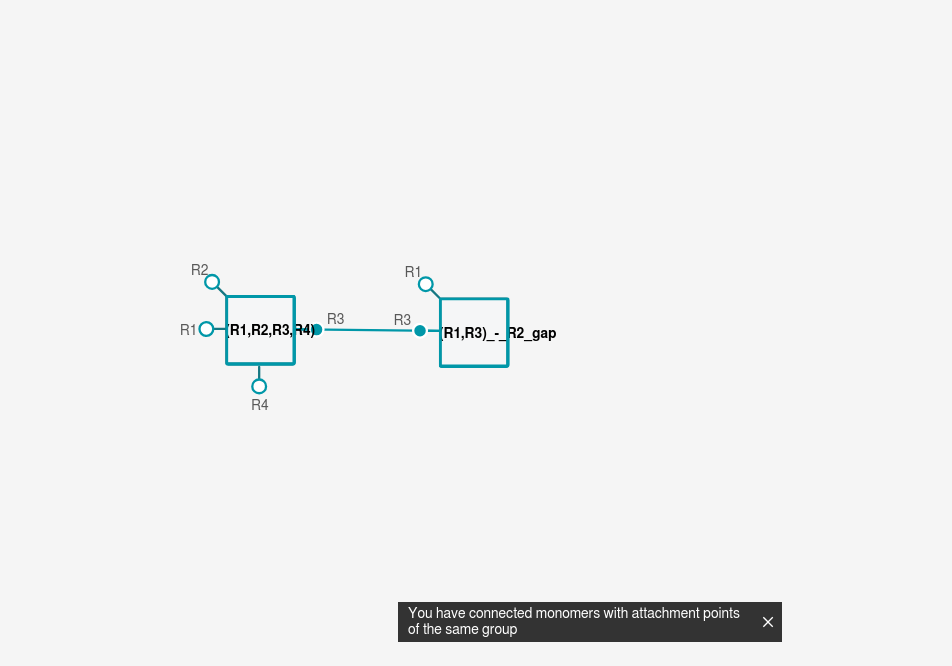 R2
R1
R1
(R1,R2,R3,R4)
R3
R3
(R1,R3)_-_R2_gap
R4
You have connected monomers with attachment points
of the same group